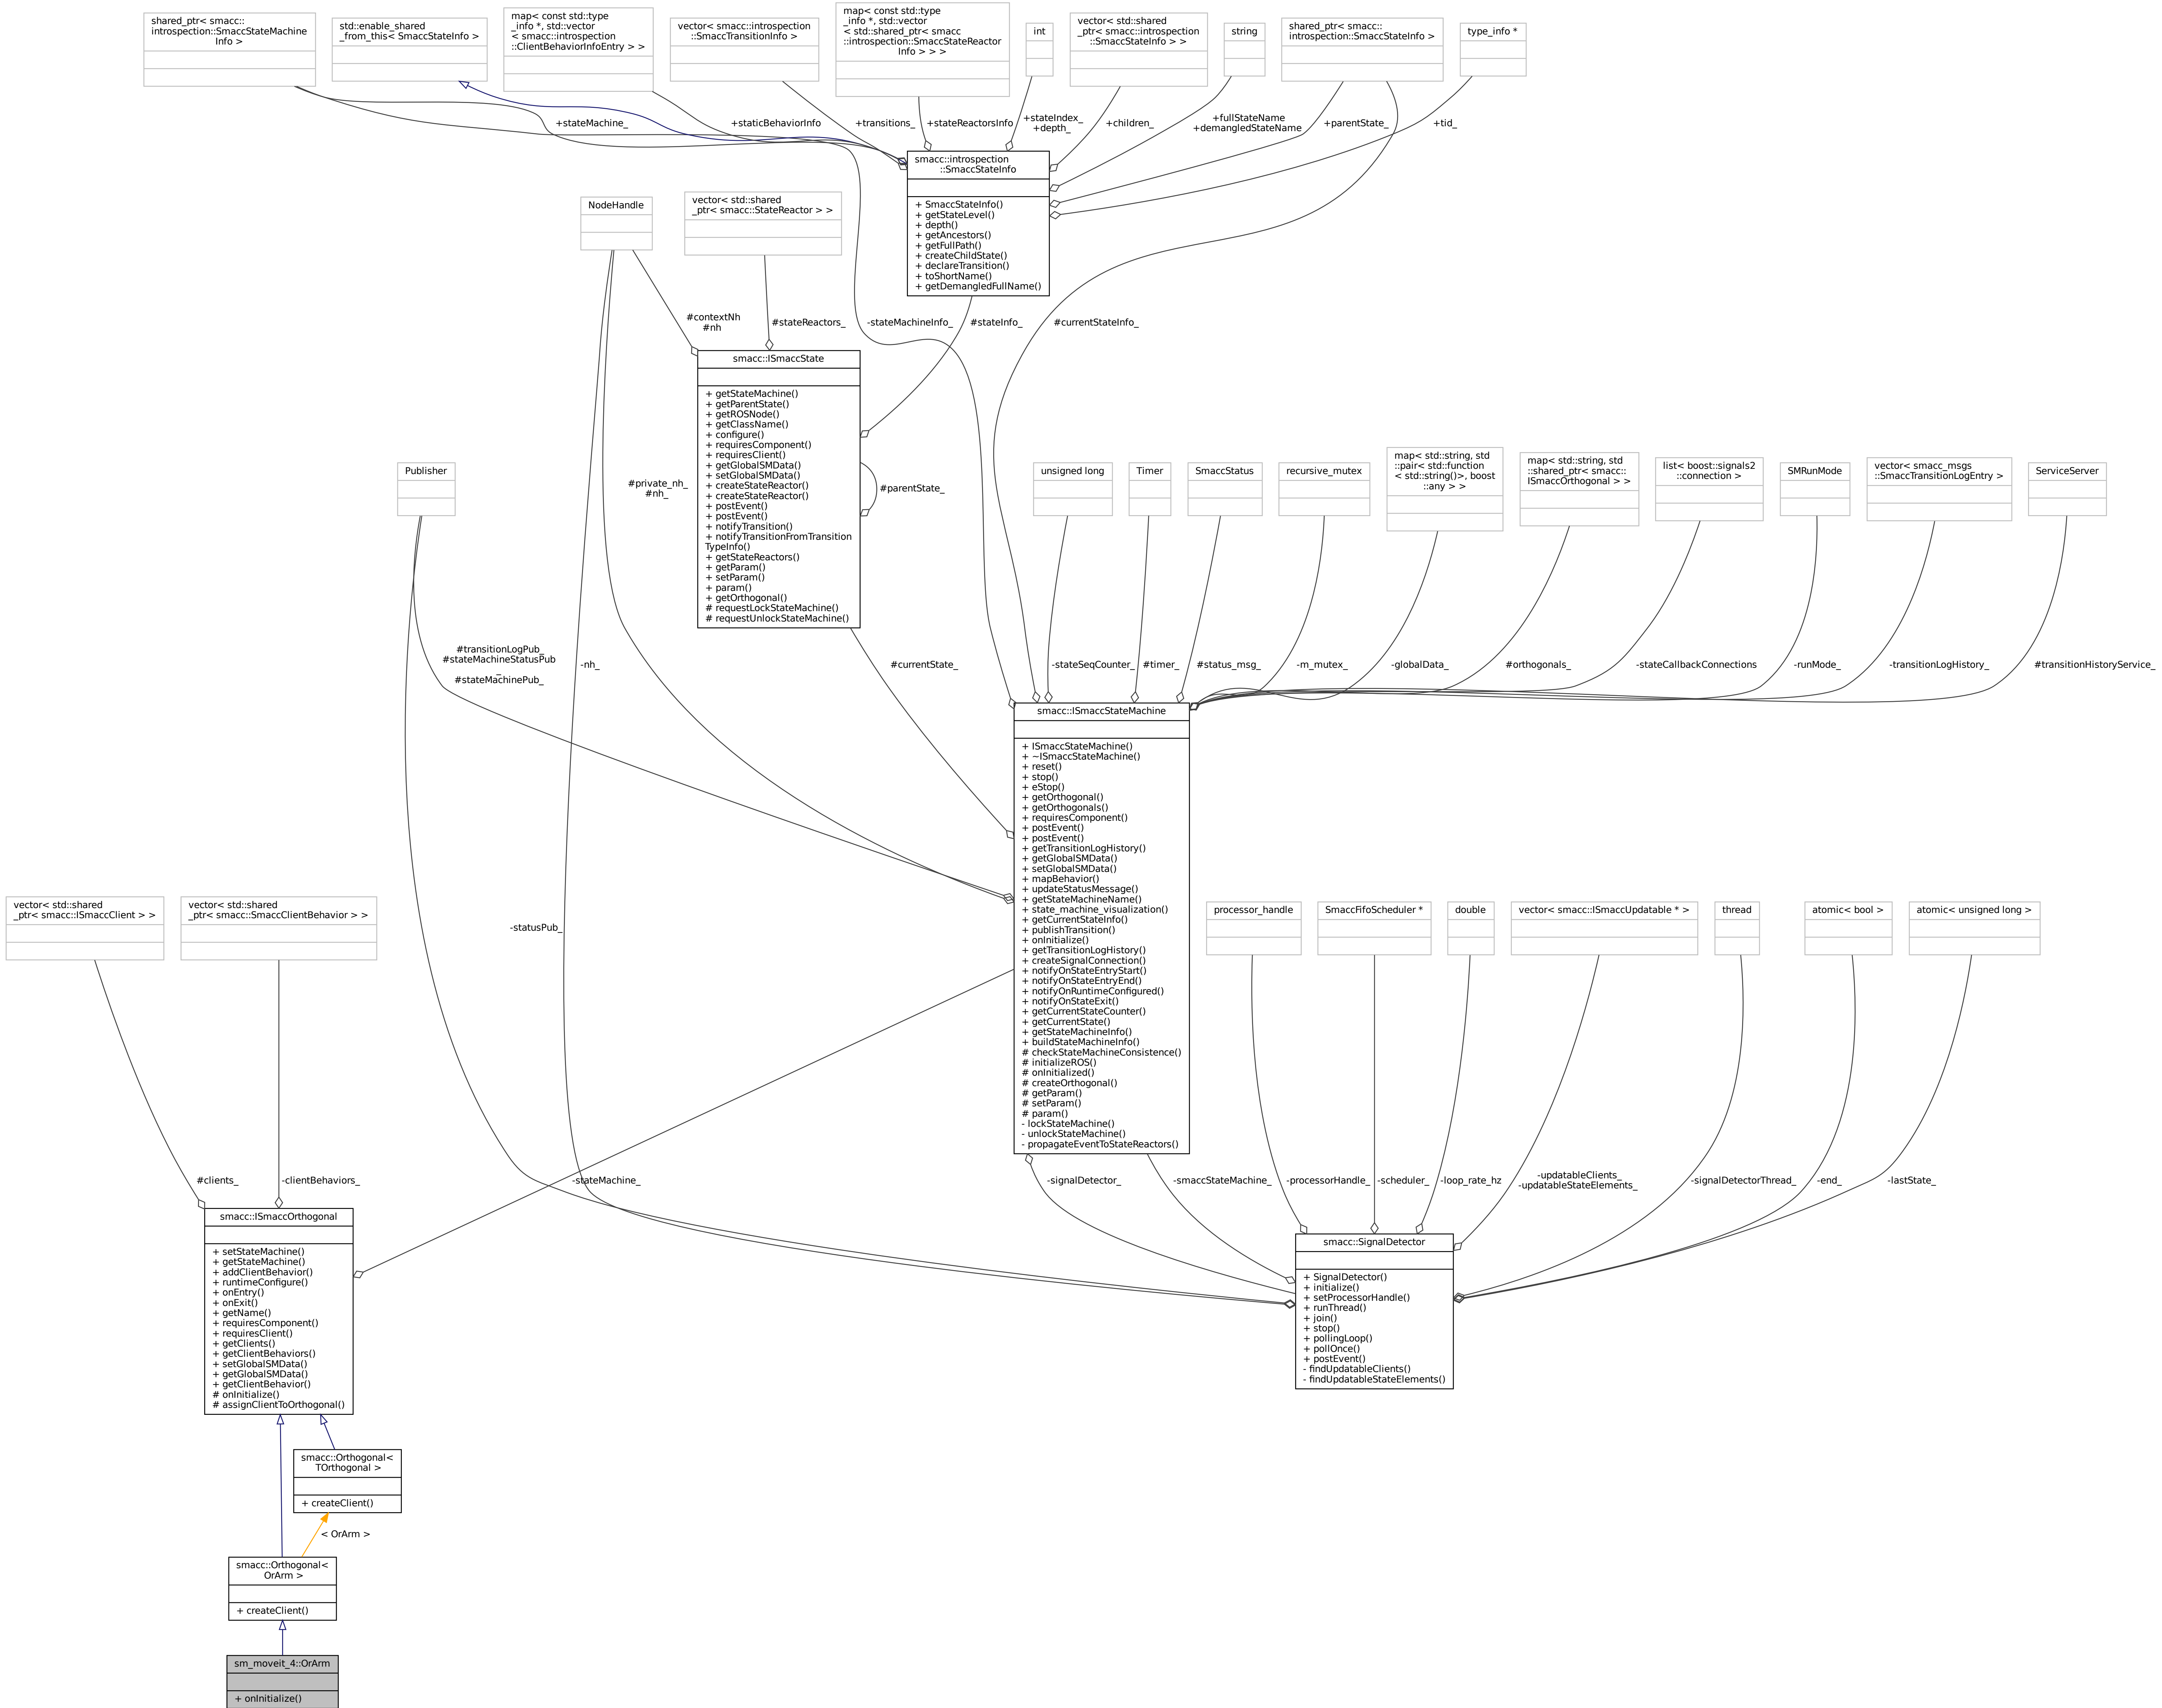 shared_ptr< smacc::
introspection::SmaccStateMachine
Info >
std::enable_shared
_from_this< SmaccStateInfo >
map< const std::type
_info *, std::vector
< smacc::introspection
::ClientBehaviorInfoEntry > >
vector< smacc::introspection
::SmaccTransitionInfo >
map< const std::type
_info *, std::vector
< std::shared_ptr< smacc
::introspection::SmaccStateReactor
Info > > >
int
vector< std::shared
_ptr< smacc::introspection
::SmaccStateInfo > >
string
shared_ptr< smacc::
introspection::SmaccStateInfo >
type_info *
+stateMachine_
+staticBehaviorInfo
+transitions_
+stateReactorsInfo
+stateIndex_
+depth_
+children_
+fullStateName
+demangledStateName
+parentState_
+tid_
smacc::introspection
::SmaccStateInfo
+ SmaccStateInfo()
+ getStateLevel()
+ depth()
+ getAncestors()
+ getFullPath()
+ createChildState()
+ declareTransition()
+ toShortName()
+ getDemangledFullName()
NodeHandle
vector< std::shared
_ptr< smacc::StateReactor > >
#contextNh
#nh
#stateReactors_
-stateMachineInfo_
#stateInfo_
#currentStateInfo_
smacc::ISmaccState
+ getStateMachine()
+ getParentState()
+ getROSNode()
+ getClassName()
+ configure()
+ requiresComponent()
+ requiresClient()
+ getGlobalSMData()
+ setGlobalSMData()
+ createStateReactor()
+ createStateReactor()
+ postEvent()
+ postEvent()
+ notifyTransition()
+ notifyTransitionFromTransition
TypeInfo()
+ getStateReactors()
+ getParam()
+ setParam()
+ param()
+ getOrthogonal()
# requestLockStateMachine()
# requestUnlockStateMachine()
#parentState_
#private_nh_
#nh_
Publisher
unsigned long
Timer
SmaccStatus
recursive_mutex
map< std::string, std
::pair< std::function
< std::string()>, boost
::any > >
map< std::string, std
::shared_ptr< smacc::
ISmaccOrthogonal > >
list< boost::signals2
::connection >
SMRunMode
vector< smacc_msgs
::SmaccTransitionLogEntry >
ServiceServer
#transitionLogPub_
#stateMachineStatusPub
_
#stateMachinePub_
-nh_
#currentState_
-stateSeqCounter_
#timer_
#status_msg_
-m_mutex_
-globalData_
#orthogonals_
-stateCallbackConnections
-runMode_
-transitionLogHistory_
#transitionHistoryService_
smacc::ISmaccStateMachine
+ ISmaccStateMachine()
+ ~ISmaccStateMachine()
+ reset()
+ stop()
+ eStop()
+ getOrthogonal()
+ getOrthogonals()
+ requiresComponent()
+ postEvent()
+ postEvent()
+ getTransitionLogHistory()
+ getGlobalSMData()
+ setGlobalSMData()
+ mapBehavior()
+ updateStatusMessage()
+ getStateMachineName()
+ state_machine_visualization()
+ getCurrentStateInfo()
+ publishTransition()
+ onInitialize()
+ getTransitionLogHistory()
+ createSignalConnection()
+ notifyOnStateEntryStart()
+ notifyOnStateEntryEnd()
+ notifyOnRuntimeConfigured()
+ notifyOnStateExit()
+ getCurrentStateCounter()
+ getCurrentState()
+ getStateMachineInfo()
+ buildStateMachineInfo()
# checkStateMachineConsistence()
# initializeROS()
# onInitialized()
# createOrthogonal()
# getParam()
# setParam()
# param()
- lockStateMachine()
- unlockStateMachine()
- propagateEventToStateReactors()
vector< std::shared
_ptr< smacc::ISmaccClient > >
vector< std::shared
_ptr< smacc::SmaccClientBehavior > >
-statusPub_
processor_handle
SmaccFifoScheduler *
double
vector< smacc::ISmaccUpdatable * >
thread
atomic< bool >
atomic< unsigned long >
#clients_
-clientBehaviors_
-stateMachine_
-signalDetector_
-smaccStateMachine_
-processorHandle_
-scheduler_
-loop_rate_hz
-updatableClients_
-updatableStateElements_
-signalDetectorThread_
-end_
-lastState_
smacc::ISmaccOrthogonal
+ setStateMachine()
+ getStateMachine()
+ addClientBehavior()
+ runtimeConfigure()
+ onEntry()
+ onExit()
+ getName()
+ requiresComponent()
+ requiresClient()
+ getClients()
+ getClientBehaviors()
+ setGlobalSMData()
+ getGlobalSMData()
+ getClientBehavior()
# onInitialize()
# assignClientToOrthogonal()
smacc::SignalDetector
+ SignalDetector()
+ initialize()
+ setProcessorHandle()
+ runThread()
+ join()
+ stop()
+ pollingLoop()
+ pollOnce()
+ postEvent()
- findUpdatableClients()
- findUpdatableStateElements()
smacc::Orthogonal<
TOrthogonal >
+ createClient()
< OrArm >
smacc::Orthogonal<
OrArm >
+ createClient()
sm_moveit_4::OrArm
+ onInitialize()